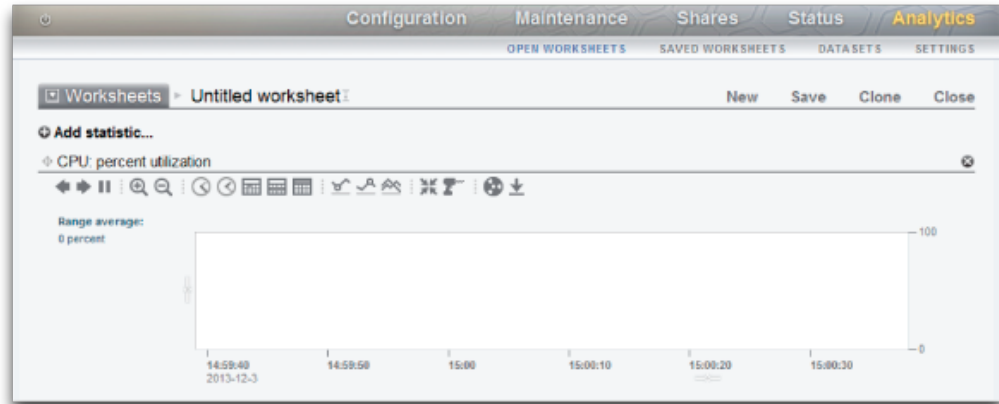 Configuration Maintenance Shares Status Analytics
OPEN WORKSHEETS SAVED WORKSHEETS DATASETS SETTINGS
Worksheets Untitled worksheet New Save Clone Close
Add statistic...
CPU: percent utilization
Range average:
0 percent
100
0
14:59:40 14:59:50 15:00 15:00:10 15:00:20 15:00:30
2013-12-3